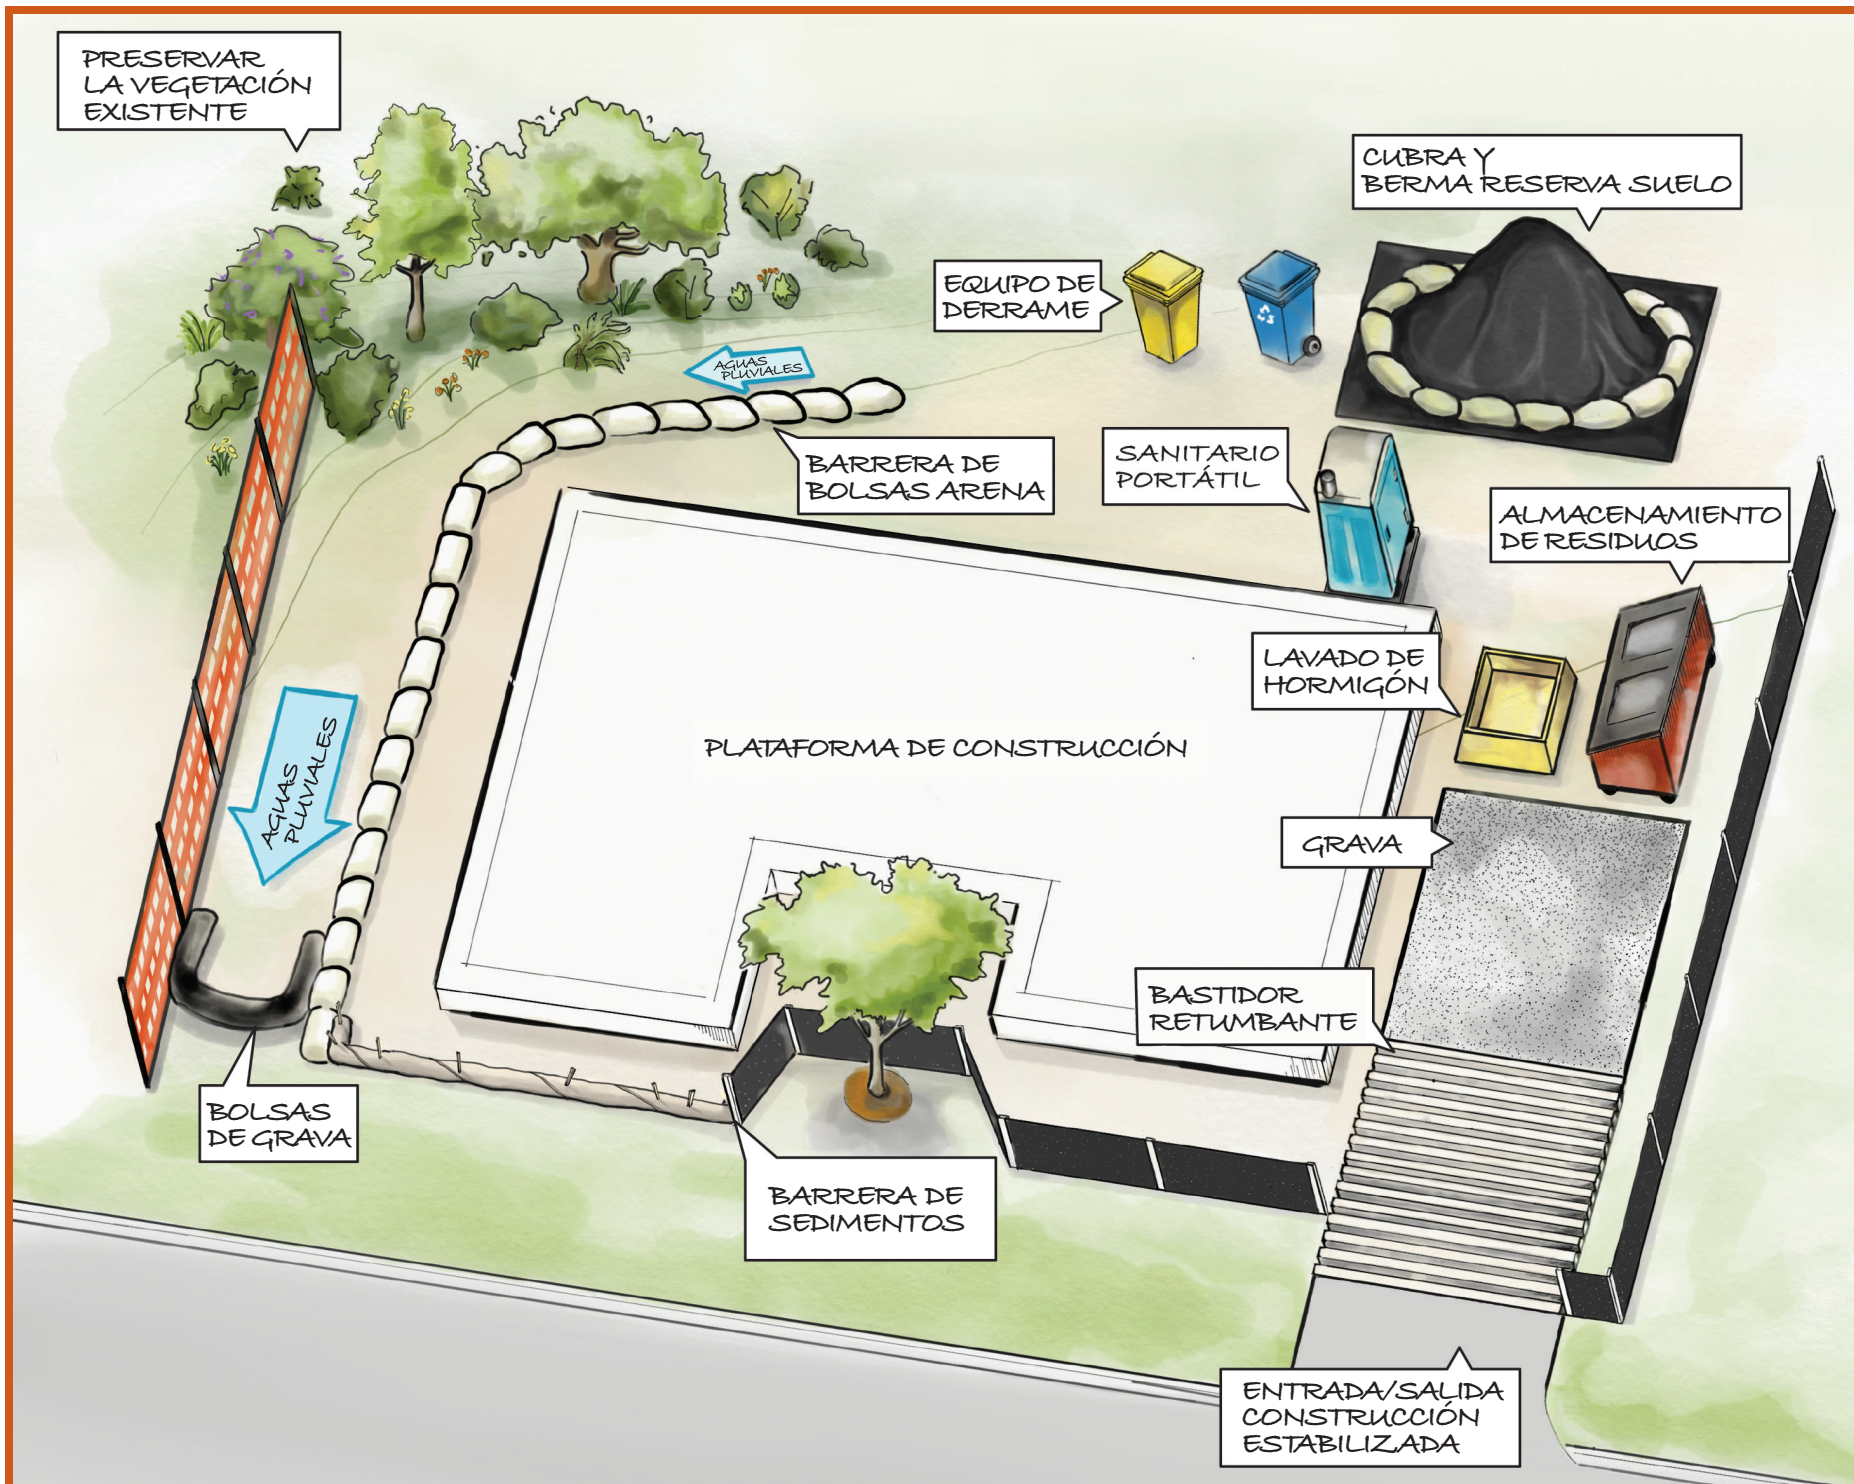 PRESERVAR
LA VEGETACIÓN
EXISTENTE
CUBRA Y
BERMA RESERVA SUELO
EQUIPO DE
DERRAME
AGUAS
PLUVIALES
BARRERA DE
BOLSAS ARENA
SANITARIO
PORTÁTIL
ALMACENAMIENTO
DE RESIDUOS
LAVADO DE
HORMIGÓN
PLATAFORMA DE CONSTRUCCIÓN
AGUAS
PLUVIALES
GRAVA
BASTIDOR
RETUMBANTE
BOLSAS
DE GRAVA
BARRERA DE
SEDIMENTOS
ENTRADA/SALIDA
CONSTRUCCIÓN
ESTABILIZADA